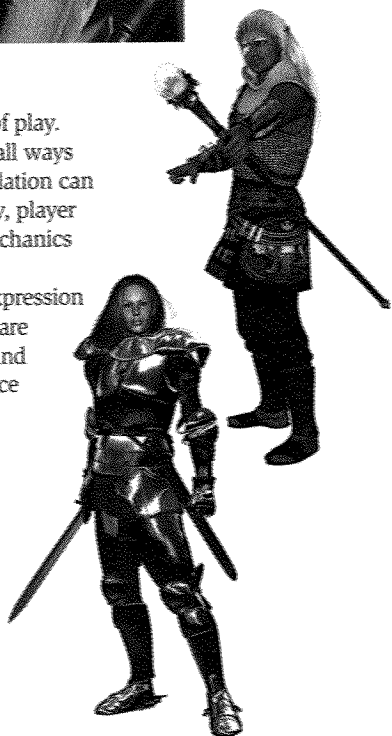 of play.
all ways
lation can
, player
chanics
xpression
are
nd
ce